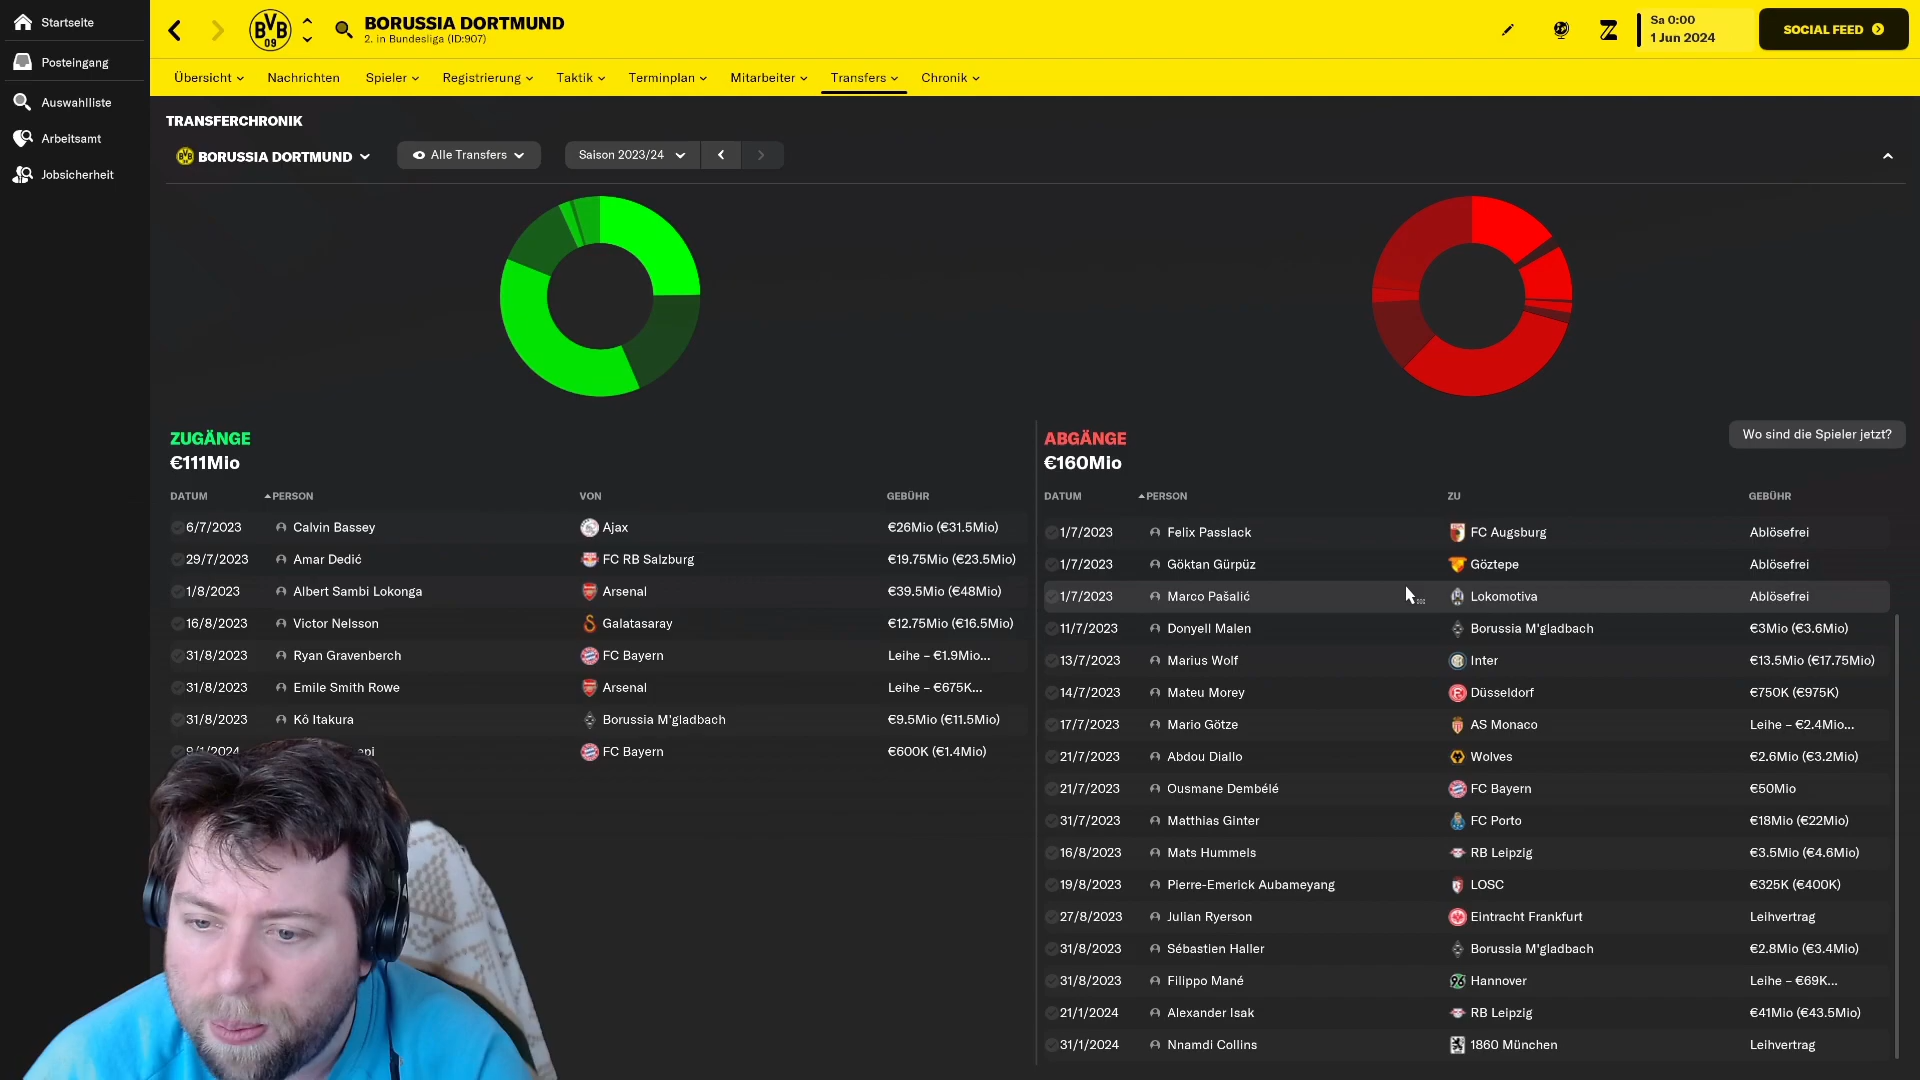 Startseite
Posteingang
Auswahlliste
Arbeitsamt
Jobsicherheit
BVB 09
BORUSSIA DORTMUND
2. in Bundesliga (ID:907)
Sa 0:00
1 Jun 2024
SOCIAL FEED
Übersicht Nachrichten Spieler Registrierung Taktik Terminplan Mitarbeiter Transfers Chronik
TRANSFERCHRONIK
BORUSSIA DORTMUND Alle Transfers Saison 2023/24
ZUGÄNGE
€111Mio
DATUM PERSON VON GEBÜHR
6/7/2023 Calvin Bassey Ajax €26Mio (€31.5Mio)
29/7/2023 Amar Dedić FC RB Salzburg €19.75Mio (€23.5Mio)
1/8/2023 Albert Sambi Lokonga Arsenal €39.5Mio (€48Mio)
16/8/2023 Victor Nelsson Galatasaray €12.75Mio (€16.5Mio)
31/8/2023 Ryan Gravenberch FC Bayern Leihe – €1.9Mio...
31/8/2023 Emile Smith Rowe Arsenal Leihe – €675K...
31/8/2023 Kô Itakura Borussia M'gladbach €9.5Mio (€11.5Mio)
9/1/2024 FC Bayern €600K (€1.4Mio)
ABGÄNGE
€160Mio
Wo sind die Spieler jetzt?
DATUM PERSON ZU GEBÜHR
1/7/2023 Felix Passlack FC Augsburg Ablösefrei
1/7/2023 Göktan Gürpüz Göztepe Ablösefrei
1/7/2023 Marco Pašalić Lokomotiva Ablösefrei
11/7/2023 Donyell Malen Borussia M'gladbach €3Mio (€3.6Mio)
13/7/2023 Marius Wolf Inter €13.5Mio (€17.75Mio)
14/7/2023 Mateu Morey Düsseldorf €750K (€975K)
17/7/2023 Mario Götze AS Monaco Leihe – €2.4Mio...
21/7/2023 Abdou Diallo Wolves €2.6Mio (€3.2Mio)
21/7/2023 Ousmane Dembélé FC Bayern €50Mio
31/7/2023 Matthias Ginter FC Porto €18Mio (€22Mio)
16/8/2023 Mats Hummels RB Leipzig €3.5Mio (€4.6Mio)
19/8/2023 Pierre-Emerick Aubameyang LOSC €325K (€400K)
27/8/2023 Julian Ryerson Eintracht Frankfurt Leihvertrag
31/8/2023 Sébastien Haller Borussia M'gladbach €2.8Mio (€3.4Mio)
31/8/2023 Filippo Mané Hannover Leihe – €69K...
21/1/2024 Alexander Isak RB Leipzig €41Mio (€43.5Mio)
31/1/2024 Nnamdi Collins 1860 München Leihvertrag